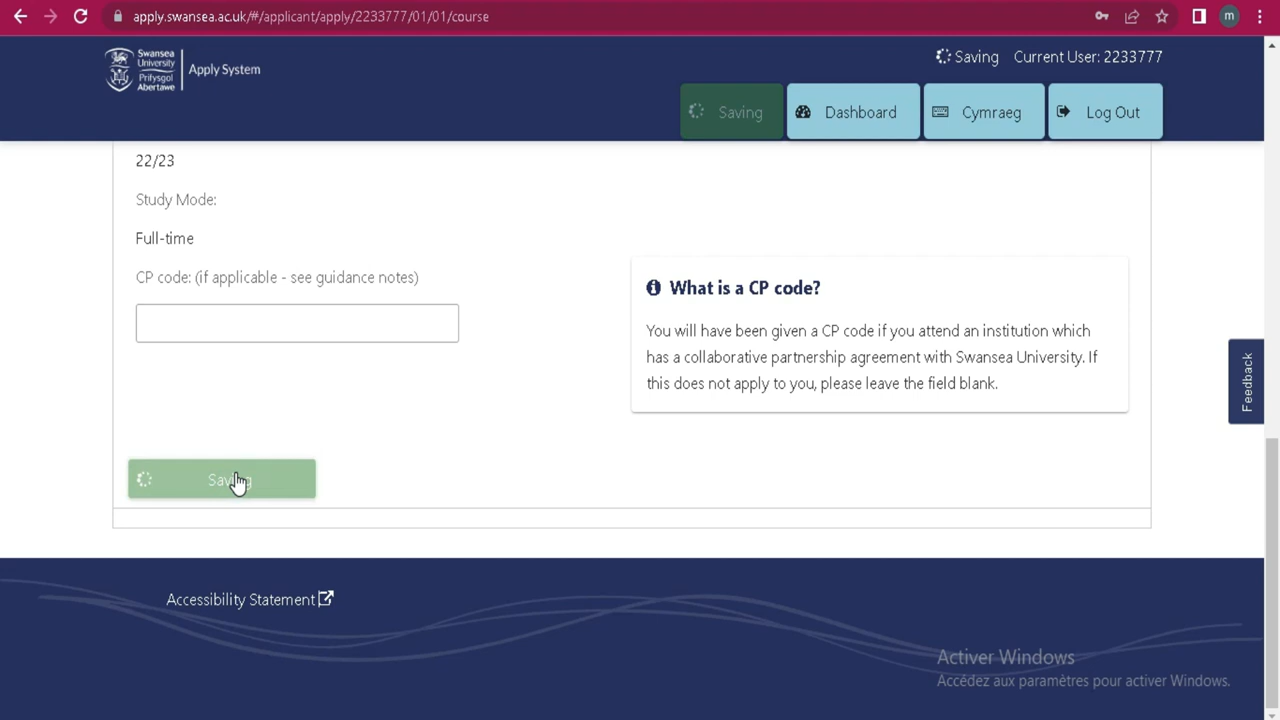 apply.swansea.ac.uk/#/applicant/apply/2233777/01/01/course
m
Swansea
University
Prifysgol
Abertawe
Apply System
Saving
Current User: 2233777
Saving
Dashboard
Cymraeg
Log Out
22/23
Study Mode:
Full-time
CP code: (if applicable - see guidance notes)
What is a CP code?
You will have been given a CP code if you attend an institution which
has a collaborative partnership agreement with Swansea University. If
this does not apply to you, please leave the field blank.
Feedback
Saving
Accessibility Statement
Activer Windows
Accédez aux paramètres pour activer Windows.